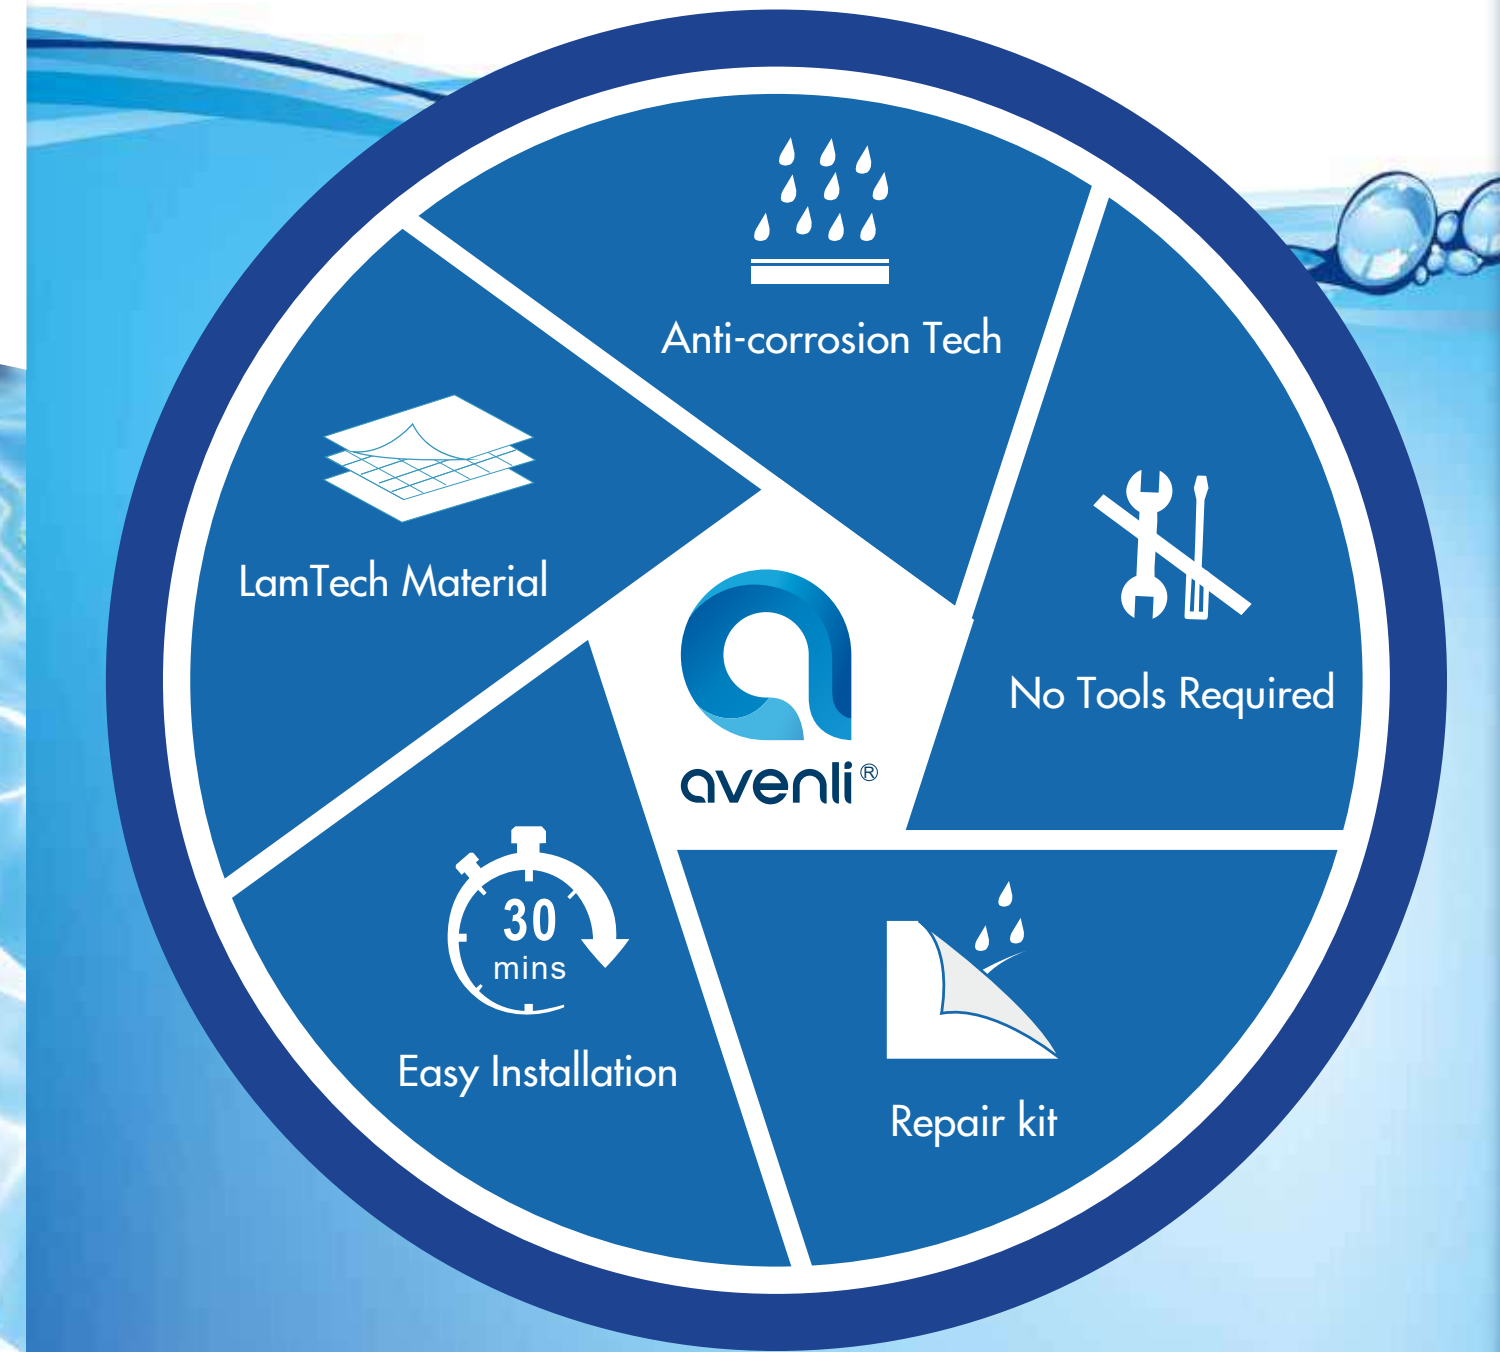 Anti-corrosion Tech
LamTech Material
No Tools Required
avenli®
30
mins
Easy Installation
Repair kit